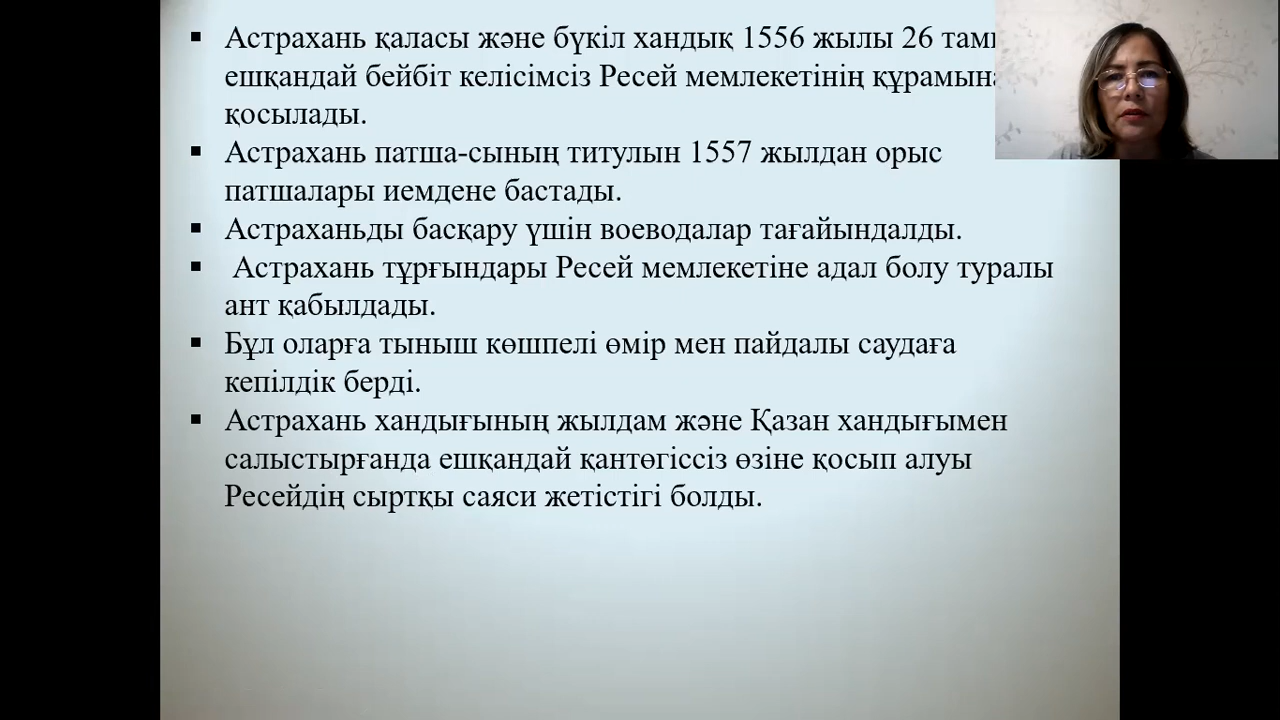 Астрахань қаласы және бүкіл хандық 1556 жылы 26
ешқандай бейбіт келісімсіз Ресей мемлекетінің құрамына
қосылады.
Астрахань патша-сының титулын 1557 жылдан орыс
патшалары иемдене бастады.
Астраханьды басқару үшін воеводалар тағайындалды.
Астрахань тұрғындары Ресей мемлекетіне адал болу туралы
ант қабылдады.
Бұл оларға тыныш көшпелі өмір мен пайдалы саудаға
кепілдік берді.
Астрахань хандығының жылдам және Қазан хандығымен
салыстырғанда ешқандай қантөгіссіз өзіне қосып алуы
Ресейдің сыртқы саяси жетістігі болды.